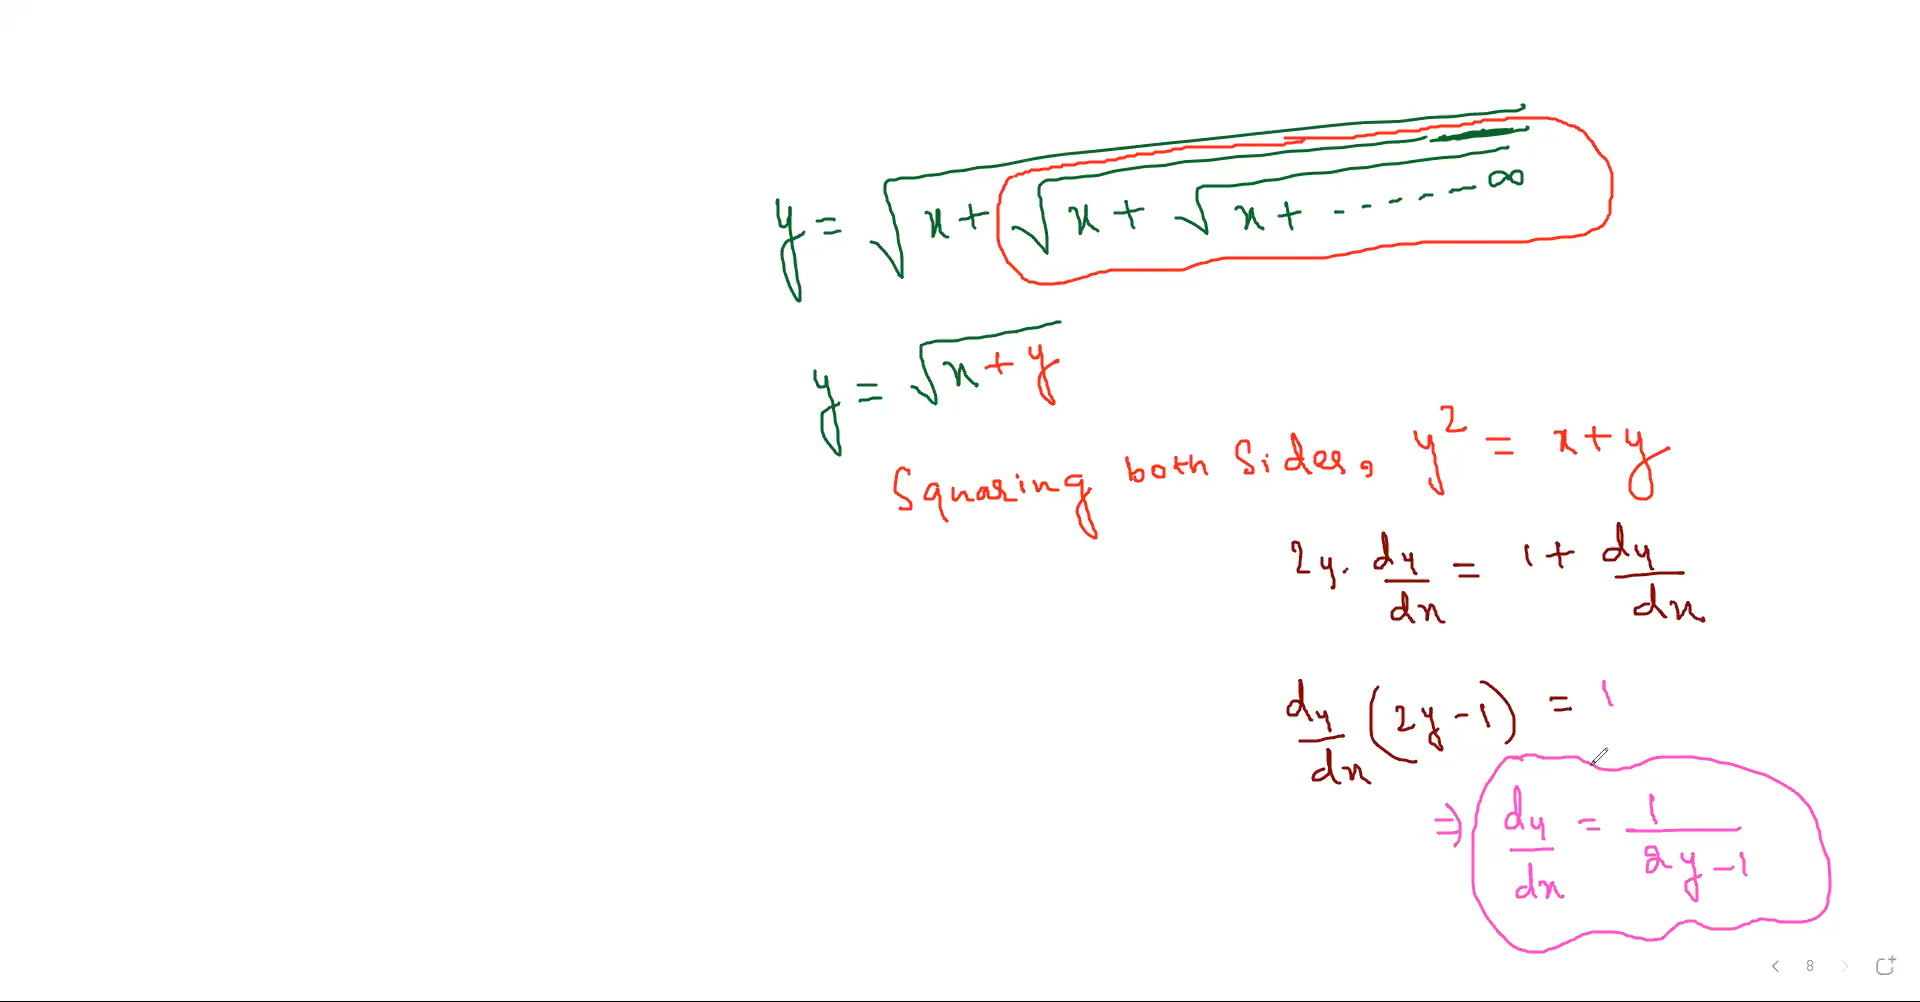 y = √(x + √(x + √(x + ------∞
y = √(x + y)
Squaring both sides, y² = x + y
2y. dy/dx = 1 + dy/dx
dy/dx (2y - 1) = 1
⇒ dy/dx = 1/(2y - 1)
8